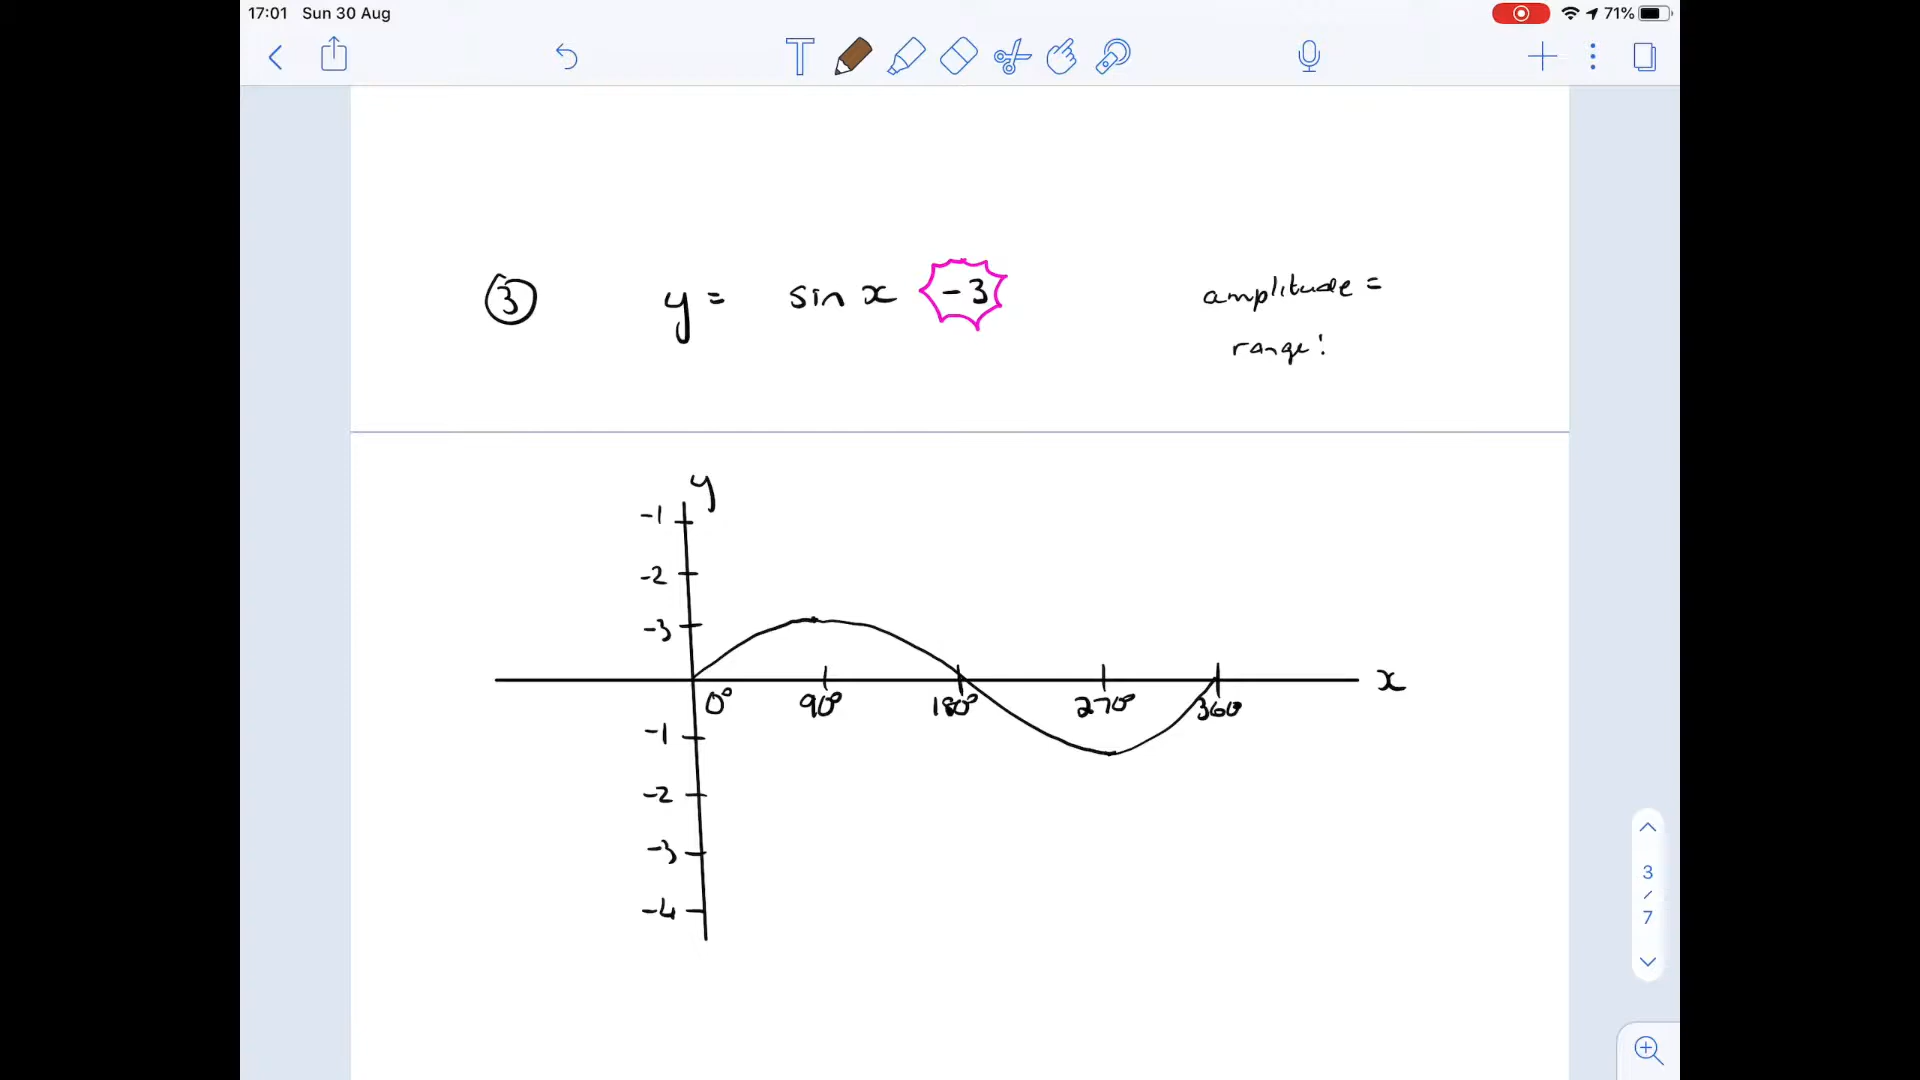 17:01 Sun 30 Aug
71%
T
③ y = sin x -3
amplitude =
range:
y
-1
-2
-3
x
0° 90° 180° 270° 360°
-1
-2
-3
-4
3
/
7